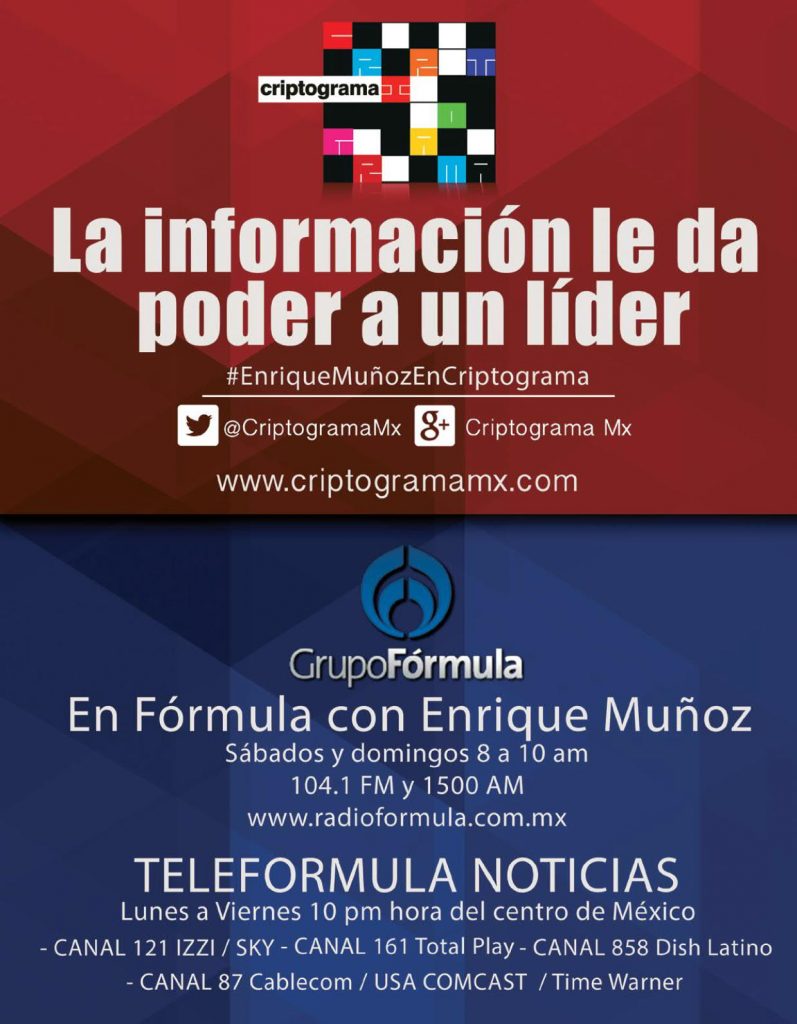 criptograma
La información le da
poder a un líder
#EnriqueMuñozEnCriptograma
@CriptogramaMx g+ Criptograma Mx
www.criptogramamx.com
GrupoFórmula
En Fórmula con Enrique Muñoz
Sábados y domingos 8 a 10 am
104.1 FM y 1500 AM
www.radioformula.com.mx
TELEFORMULA NOTICIAS
Lunes a Viernes 10 pm hora del centro de México
- CANAL 121 IZZI / SKY - CANAL 161 Total Play - CANAL 858 Dish Latino
- CANAL 87 Cablecom / USA COMCAST / Time Warner